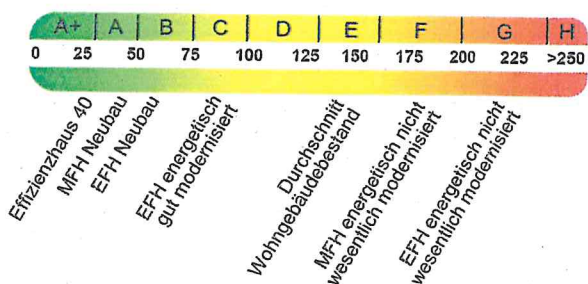 A+ A B C D E F G H
0 25 50 75 100 125 150 175 200 225 >250
Effizienzhaus 40
MFH Neubau
EFH Neubau
EFH energetisch
gut modernisiert
Durchschnitt
Wohngebäudebestand
MFH energetisch nicht
wesentlich modernisiert
EFH energetisch nicht
wesentlich modernisiert